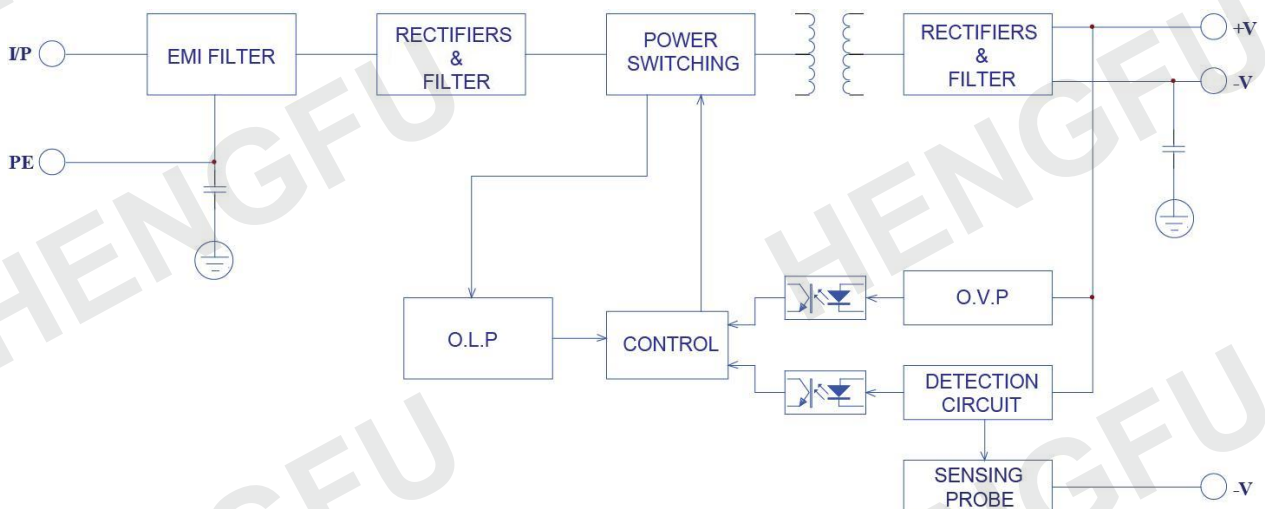 I/P
EMI FILTER
RECTIFIERS
&
FILTER
POWER
SWITCHING
RECTIFIERS
&
FILTER
+V
-V
PE
O.L.P
CONTROL
O.V.P
DETECTION
CIRCUIT
SENSING
PROBE
-V
HENGFU
HENGFU
HENGFU
HENGFU